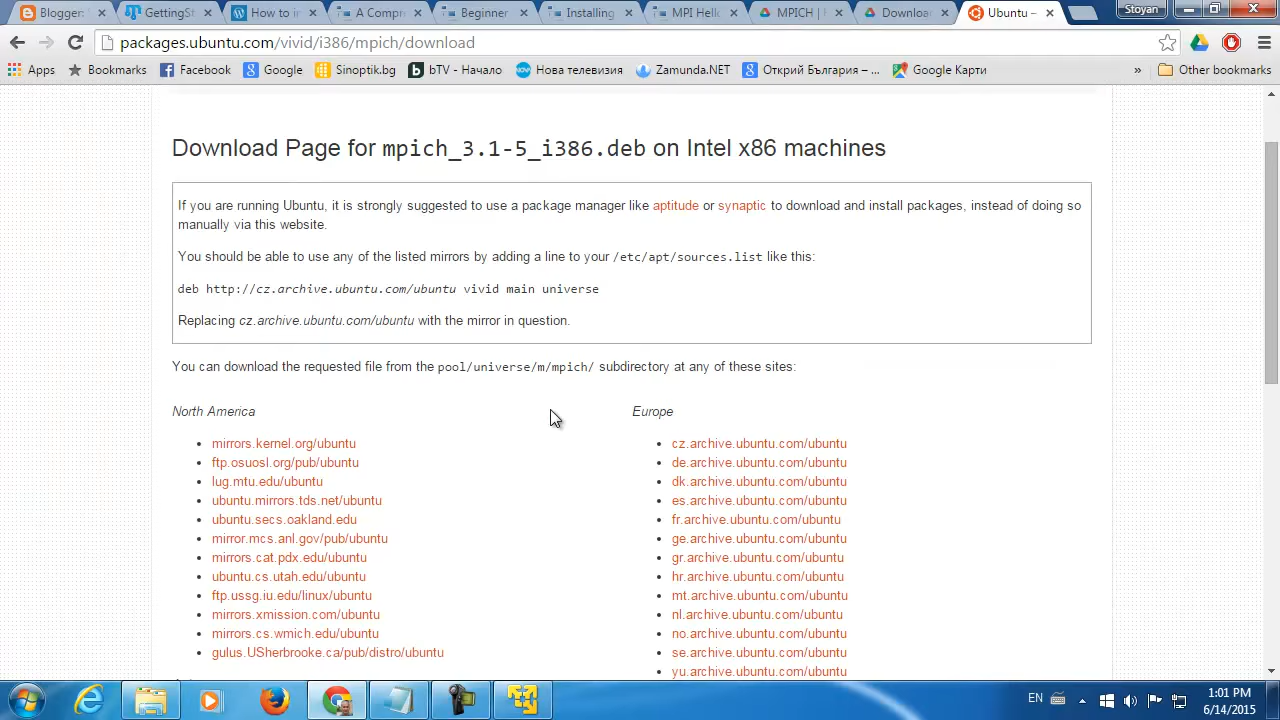 Blogger:
GettingSt
How to in
A Compr
Beginner
Installing
MPI Hell
MPICH |
Downloa
Ubuntu –
Stoyan
packages.ubuntu.com/vivid/i386/mpich/download
Apps
Bookmarks
Facebook
Google
Sinoptik.bg
bTV - Начало
Нова телевизия
Zamunda.NET
Открий България – ...
Google Карти
»
Other bookmarks
Download Page for mpich_3.1-5_i386.deb on Intel x86 machines
If you are running Ubuntu, it is strongly suggested to use a package manager like aptitude or synaptic to download and install packages, instead of doing so
manually via this website.
You should be able to use any of the listed mirrors by adding a line to your /etc/apt/sources.list like this:
deb http://cz.archive.ubuntu.com/ubuntu vivid main universe
Replacing cz.archive.ubuntu.com/ubuntu with the mirror in question.
You can download the requested file from the pool/universe/m/mpich/ subdirectory at any of these sites:
North America
mirrors.kernel.org/ubuntu
ftp.osuosl.org/pub/ubuntu
lug.mtu.edu/ubuntu
ubuntu.mirrors.tds.net/ubuntu
ubuntu.secs.oakland.edu
mirror.mcs.anl.gov/pub/ubuntu
mirrors.cat.pdx.edu/ubuntu
ubuntu.cs.utah.edu/ubuntu
ftp.ussg.iu.edu/linux/ubuntu
mirrors.xmission.com/ubuntu
mirrors.cs.wmich.edu/ubuntu
gulus.USherbrooke.ca/pub/distro/ubuntu
Europe
cz.archive.ubuntu.com/ubuntu
de.archive.ubuntu.com/ubuntu
dk.archive.ubuntu.com/ubuntu
es.archive.ubuntu.com/ubuntu
fr.archive.ubuntu.com/ubuntu
ge.archive.ubuntu.com/ubuntu
gr.archive.ubuntu.com/ubuntu
hr.archive.ubuntu.com/ubuntu
mt.archive.ubuntu.com/ubuntu
nl.archive.ubuntu.com/ubuntu
no.archive.ubuntu.com/ubuntu
se.archive.ubuntu.com/ubuntu
yu.archive.ubuntu.com/ubuntu
EN
1:01 PM
6/14/2015